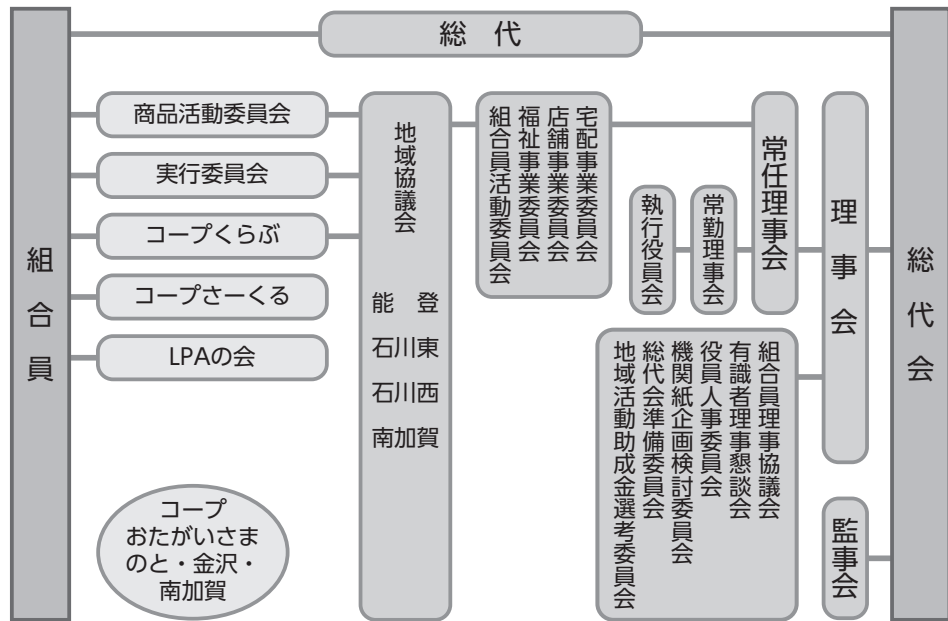 総 代
組合員
商品活動委員会
実行委員会
コープくらぶ
コープさーくる
LPAの会
コープ
おたがいさま
のと・金沢・
南加賀
地域協議会
能 登
石川東
石川西
南加賀
宅配事業委員会
店舗事業委員会
福祉事業委員会
組合員活動委員会
執行役員会
常勤理事会
常任理事会
理事会
組合員理事協議会
有識者理事懇談会
役員人事委員会
機関紙企画検討委員会
総代会準備委員会
地域活動助成金選考委員会
監事会
総代会